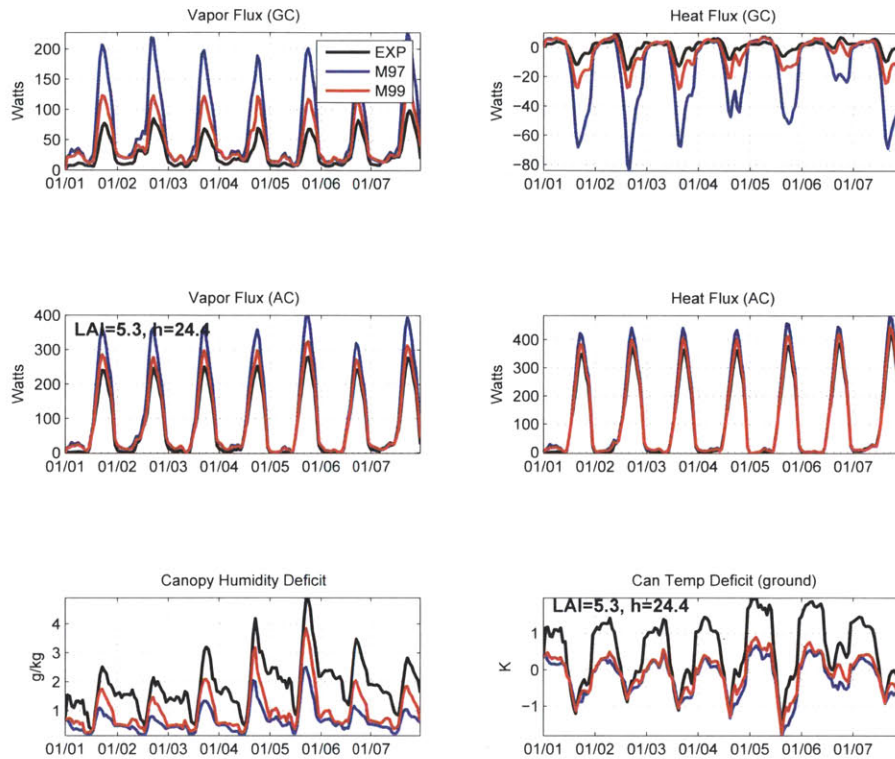 Vapor Flux (GC)
Watts
200
150
100
50
0
EXP
M97
M99
01/01 01/02 01/03 01/04 01/05 01/06 01/07
Heat Flux (GC)
Watts
0
−20
−40
−60
−80
01/01 01/02 01/03 01/04 01/05 01/06 01/07
Vapor Flux (AC)
LAI=5.3, h=24.4
Watts
400
300
200
100
0
01/01 01/02 01/03 01/04 01/05 01/06 01/07
Heat Flux (AC)
Watts
400
300
200
100
0
01/01 01/02 01/03 01/04 01/05 01/06 01/07
Canopy Humidity Deficit
g/kg
4
3
2
1
01/01 01/02 01/03 01/04 01/05 01/06 01/07
Can Temp Deficit (ground)
LAI=5.3, h=24.4
K
1
0
−1
01/01 01/02 01/03 01/04 01/05 01/06 01/07